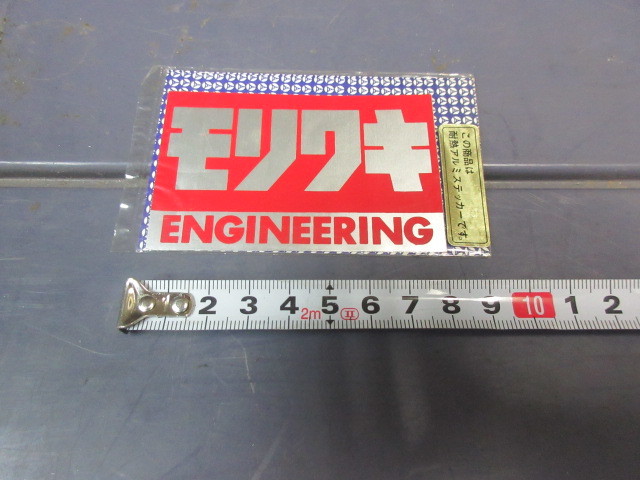 モリワキ
ENGINEERING
この商品は
耐熱アルミステッカーです。
2 3 4 5 6 7 8 9 10 1 2
2m